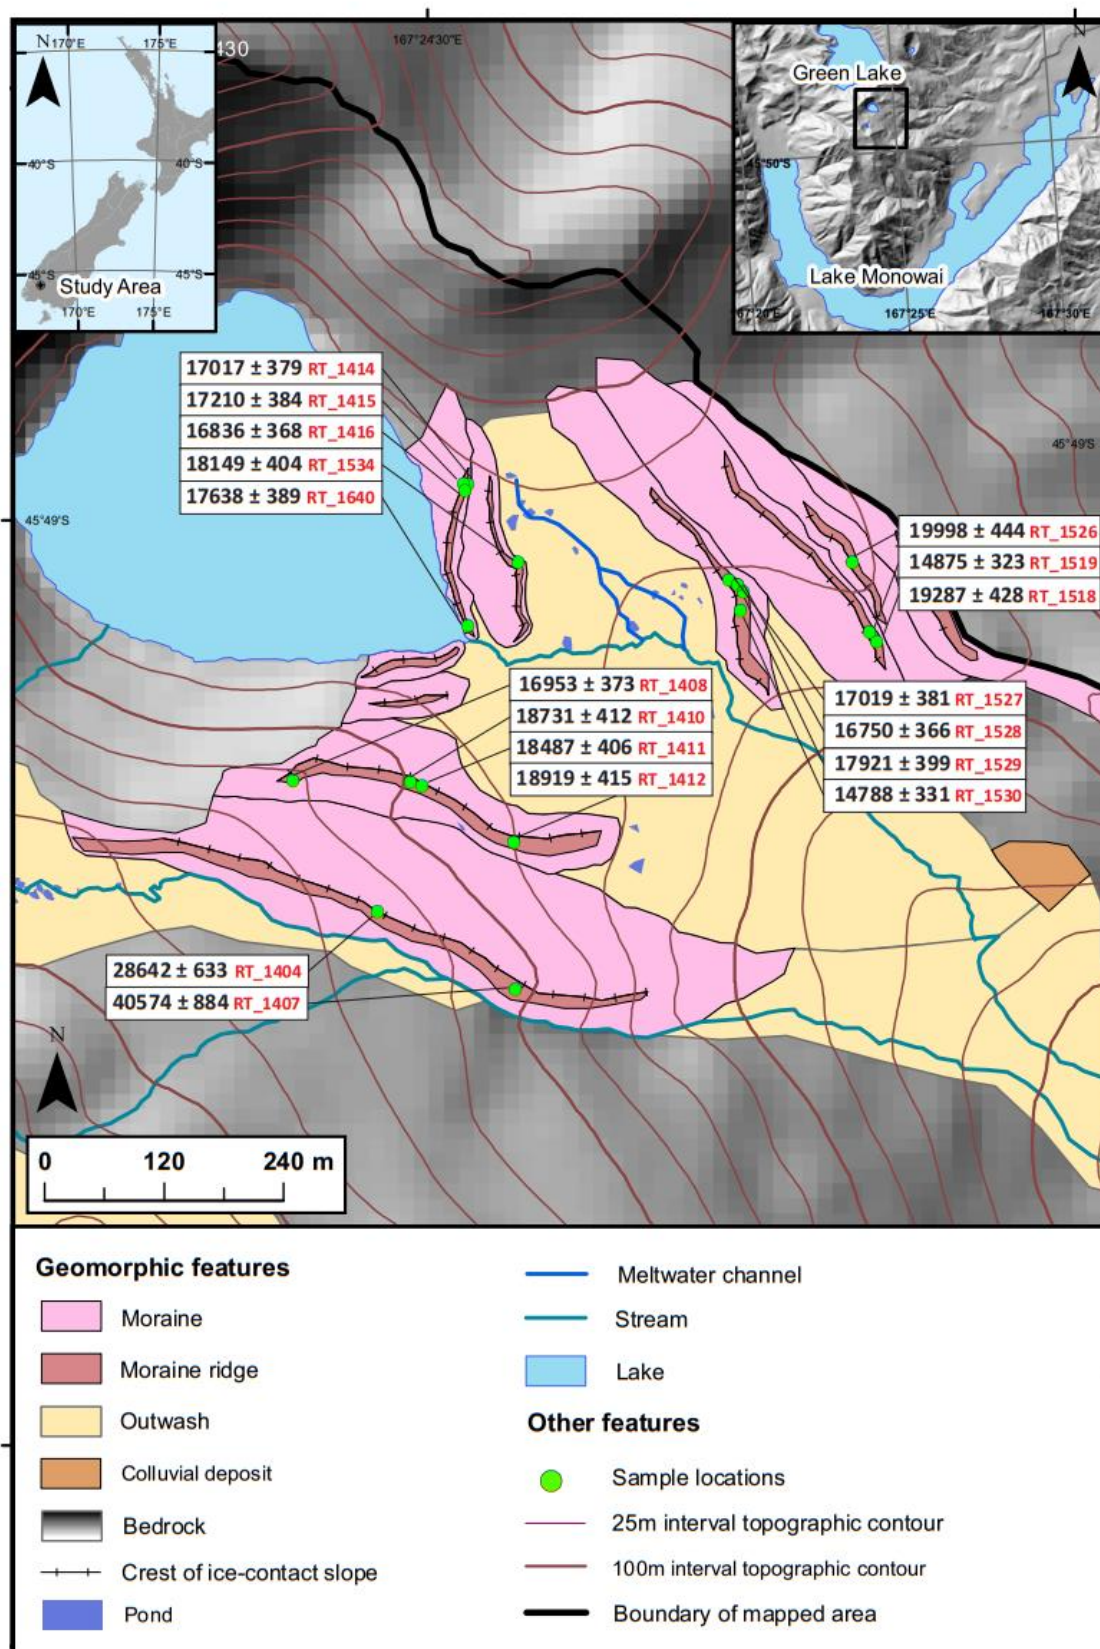 N 170°E 175°E
430
167°24'30"E
N
Green Lake
40°S 40°S
45°50'S
45°S 45°S
Study Area
170°E 175°E
Lake Monowai
67°20'E 167°25'E 167°30'E
17017 ± 379 RT_1414
17210 ± 384 RT_1415
16836 ± 368 RT_1416
18149 ± 404 RT_1534
17638 ± 389 RT_1640
45°49'S
45°49'S
19998 ± 444 RT_1526
14875 ± 323 RT_1519
19287 ± 428 RT_1518
16953 ± 373 RT_1408
18731 ± 412 RT_1410
18487 ± 406 RT_1411
18919 ± 415 RT_1412
17019 ± 381 RT_1527
16750 ± 366 RT_1528
17921 ± 399 RT_1529
14788 ± 331 RT_1530
28642 ± 633 RT_1404
40574 ± 884 RT_1407
N
0 120 240 m
Geomorphic features
Moraine
Moraine ridge
Outwash
Colluvial deposit
Bedrock
Crest of ice-contact slope
Pond
Meltwater channel
Stream
Lake
Other features
Sample locations
25m interval topographic contour
100m interval topographic contour
Boundary of mapped area